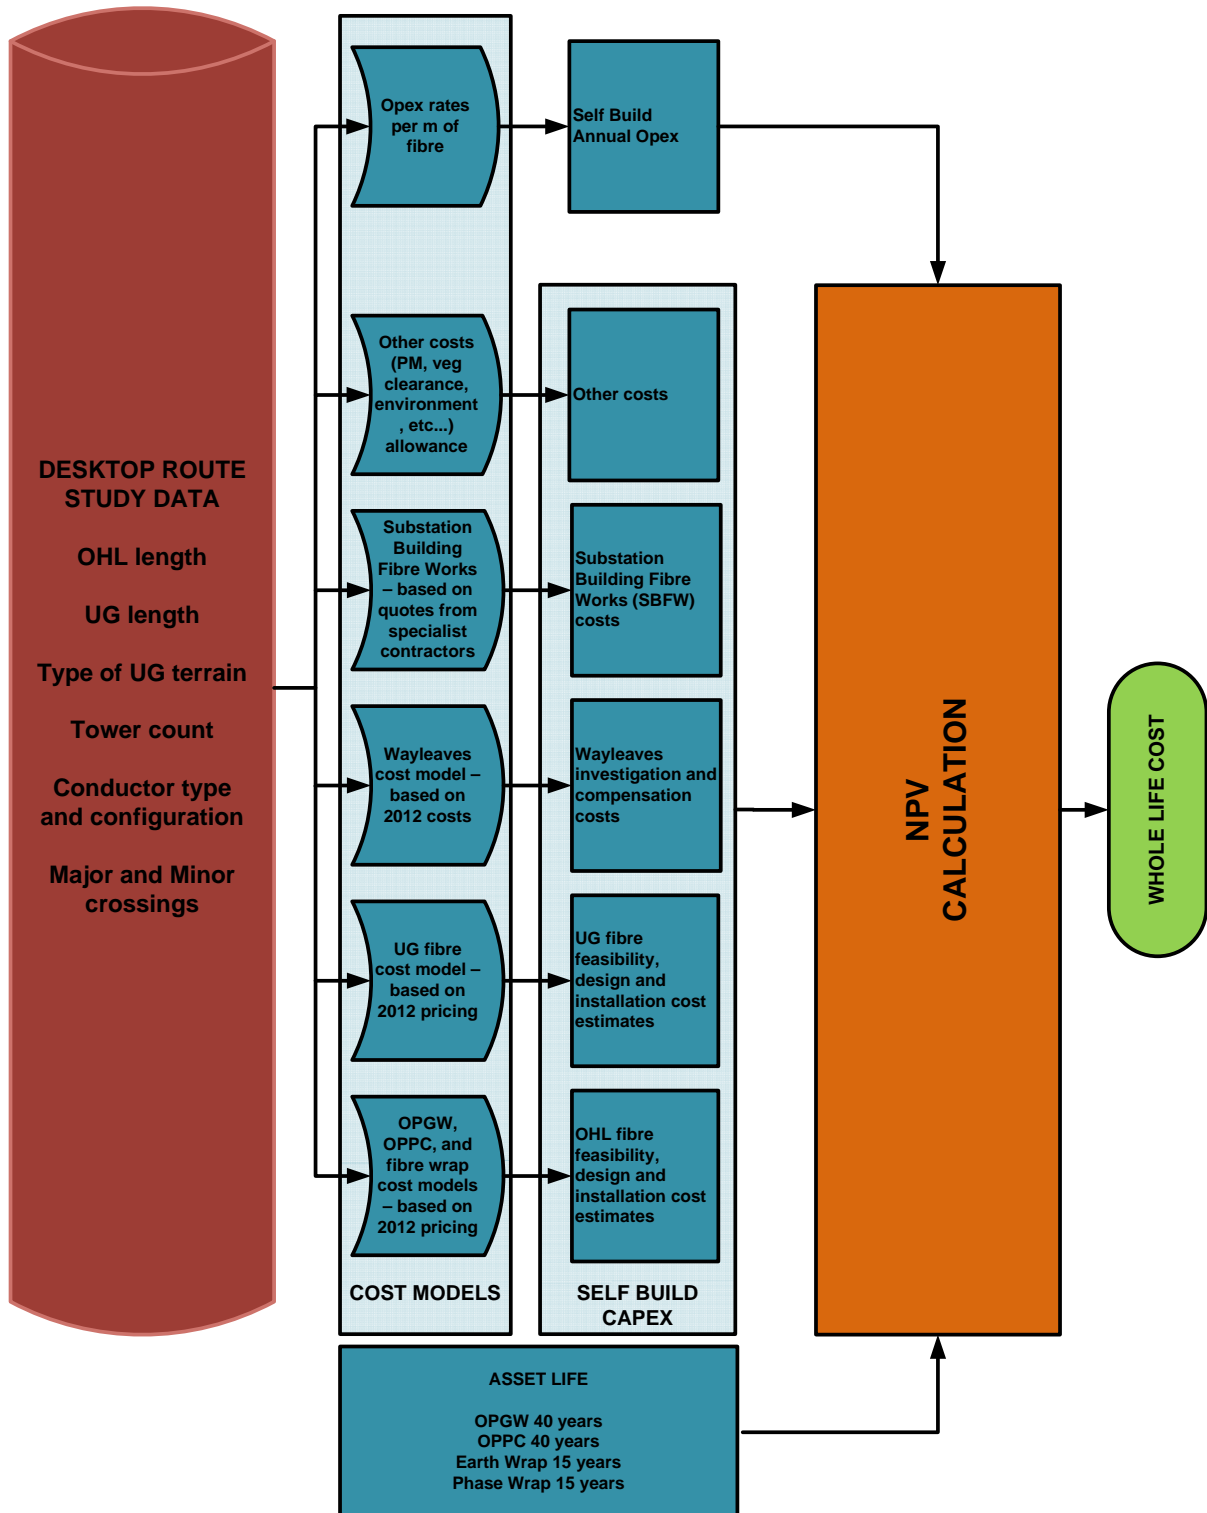 DESKTOP ROUTE
STUDY DATA
OHL length
UG length
Type of UG terrain
Tower count
Conductor type
and configuration
Major and Minor
crossings
Opex rates
per m of
fibre
Other costs
(PM, veg
clearance,
environment
, etc...)
allowance
Substation
Building
Fibre Works
– based on
quotes from
specialist
contractors
Wayleaves
cost model –
based on
2012 costs
UG fibre
cost model –
based on
2012 pricing
OPGW,
OPPC, and
fibre wrap
cost models
– based on
2012 pricing
COST MODELS
Self Build
Annual Opex
Other costs
Substation
Building Fibre
Works (SBFW)
costs
Wayleaves
investigation and
compensation
costs
UG fibre
feasibility,
design and
installation cost
estimates
OHL fibre
feasibility,
design and
installation cost
estimates
SELF BUILD
CAPEX
ASSET LIFE
OPGW 40 years
OPPC 40 years
Earth Wrap 15 years
Phase Wrap 15 years
NPV
CALCULATION
WHOLE LIFE COST